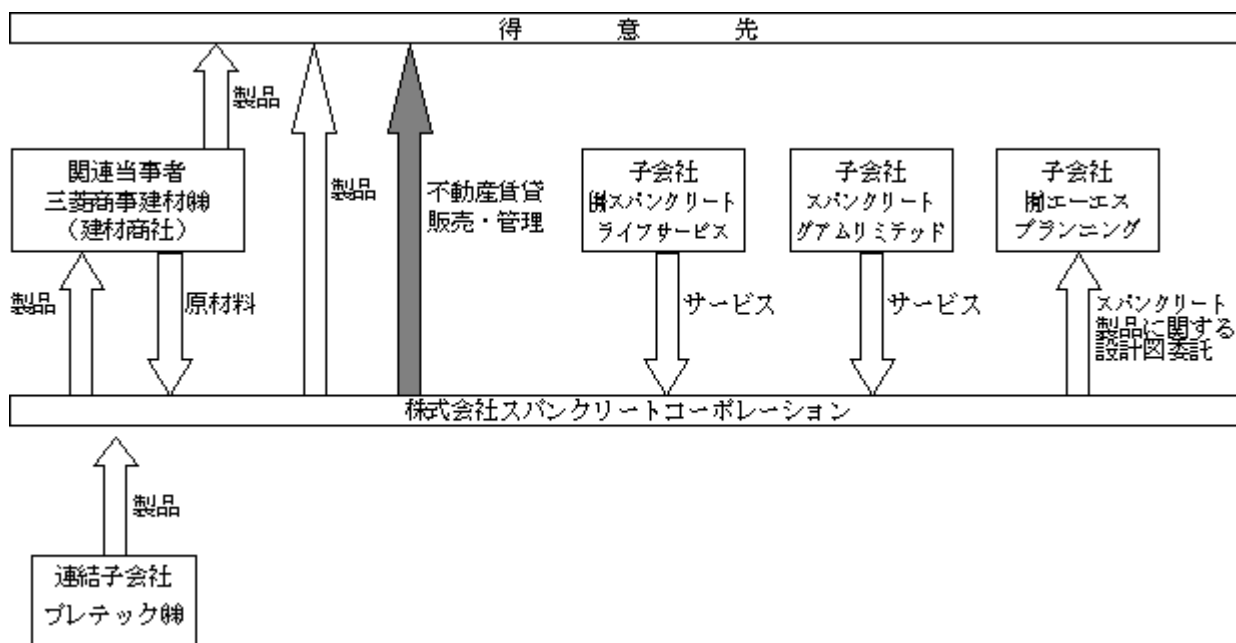 得意先
製品
関連当事者
三菱商事建材㈱
（建材商社）
製品
不動産賃貸
販売・管理
子会社
㈲スパンクリート
ライフサービス
子会社
スパンクリート
グアムリミテッド
子会社
㈲エーエス
プランニング
製品
原材料
サービス
サービス
スパンクリート
製品に関する
設計図委託
株式会社スパンクリートコーポレーション
製品
連結子会社
プレテック㈱